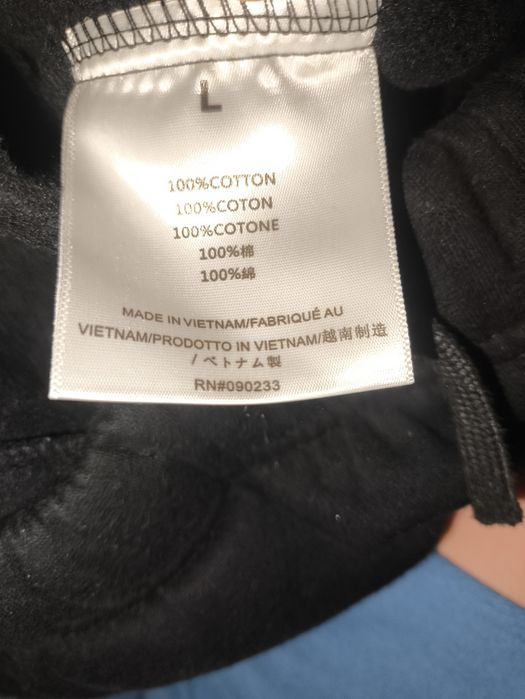 L
100%COTTON
100%COTON
100%COTONE
100%棉
100%綿
MADE IN VIETNAM/FABRIQUÉ AU
VIETNAM/PRODOTTO IN VIETNAM/越南制造
/ ベトナム製
RN#090233